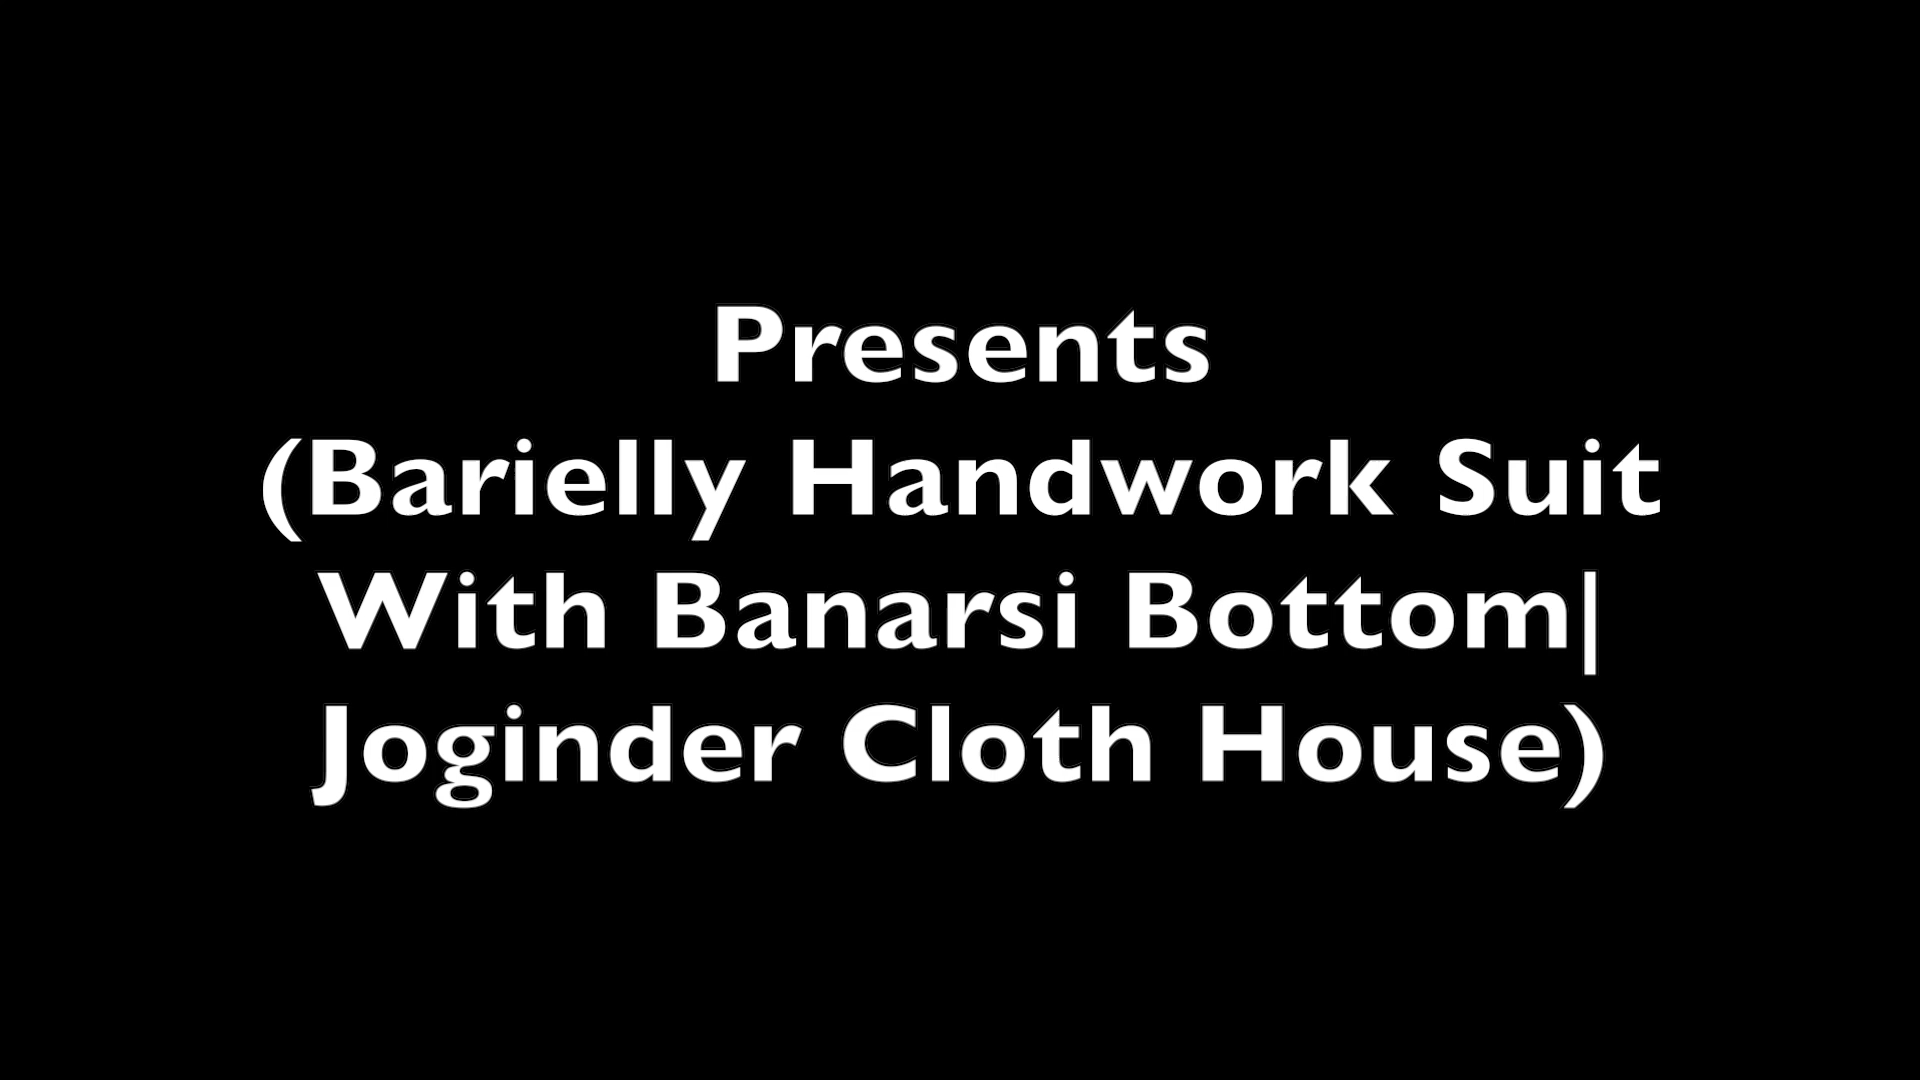 Presents
(Barielly Handwork Suit
With Banarsi Bottom|
Joginder Cloth House)